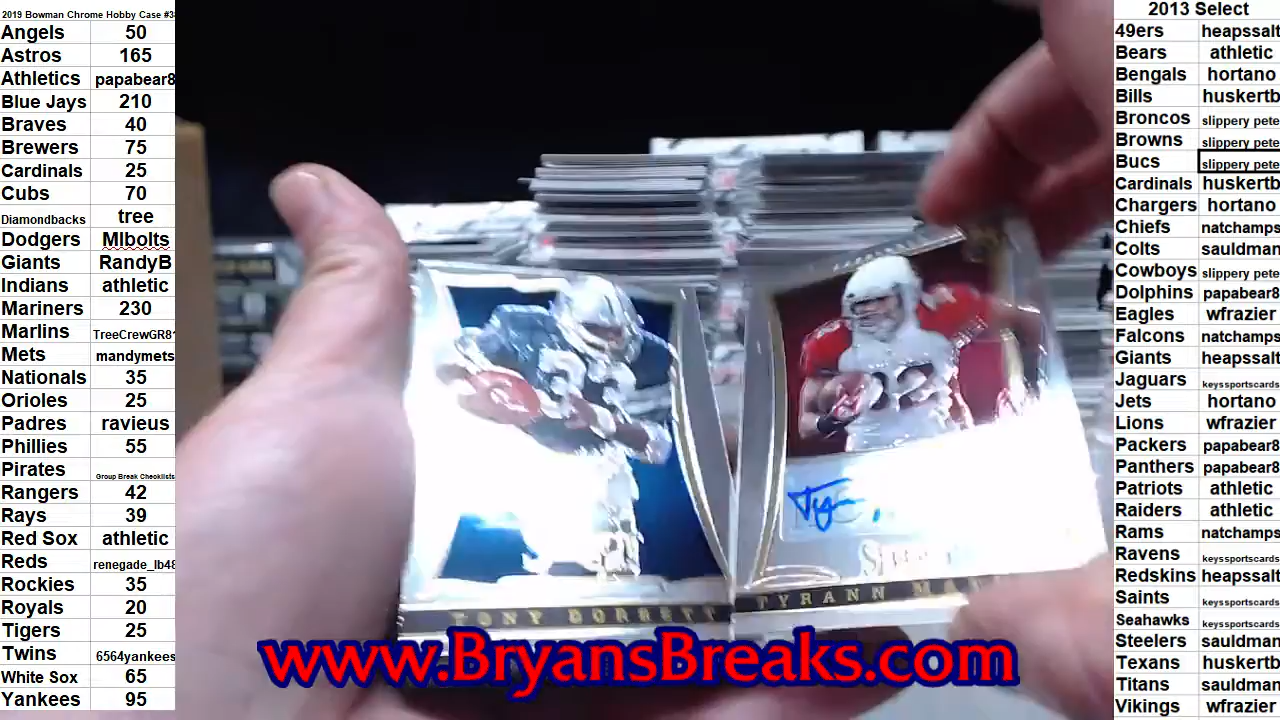 2019 Bowman Chrome Hobby Case #3
Angels 50
Astros 165
Athletics papabear8
Blue Jays 210
Braves 40
Brewers 75
Cardinals 25
Cubs 70
Diamondbacks tree
Dodgers Mlbolts
Giants RandyB
Indians athletic
Mariners 230
Marlins TreeCrewGR8
Mets mandymets
Nationals 35
Orioles 25
Padres ravieus
Phillies 55
Pirates Group Break Checklists
Rangers 42
Rays 39
Red Sox athletic
Reds renegade_lb48
Rockies 35
Royals 20
Tigers 25
Twins 6564yankees
White Sox 65
Yankees 95
33
32
Ty
TONY DORSETT
TYRANN MA
www.BryansBreaks.com
2013 Select
49ers heapssalt
Bears athletic
Bengals hortano
Bills huskertb
Broncos slippery pete
Browns slippery pete
Bucs slippery pete
Cardinals huskertb
Chargers hortano
Chiefs natchamps
Colts sauldman
Cowboys slippery pete
Dolphins papabear8
Eagles wfrazier
Falcons natchamps
Giants heapssalt
Jaguars keyssportscards
Jets hortano
Lions wfrazier
Packers papabear8
Panthers papabear8
Patriots athletic
Raiders athletic
Rams natchamps
Ravens keyssportscards
Redskins heapssalt
Saints keyssportscards
Seahawks keyssportscards
Steelers sauldman
Texans huskertb
Titans sauldman
Vikings wfrazier